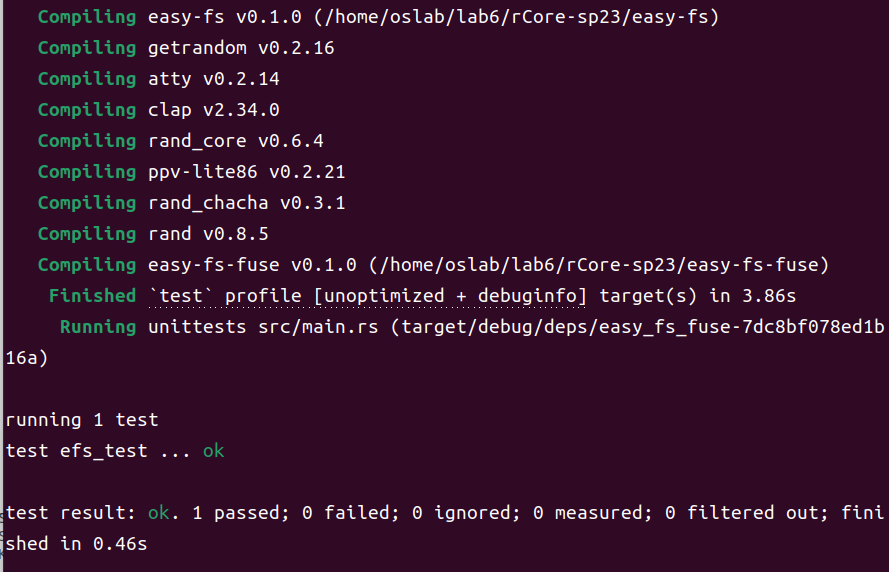 Compiling easy-fs v0.1.0 (/home/oslab/lab6/rCore-sp23/easy-fs)
Compiling getrandom v0.2.16
Compiling atty v0.2.14
Compiling clap v2.34.0
Compiling rand_core v0.6.4
Compiling ppv-lite86 v0.2.21
Compiling rand_chacha v0.3.1
Compiling rand v0.8.5
Compiling easy-fs-fuse v0.1.0 (/home/oslab/lab6/rCore-sp23/easy-fs-fuse)
Finished `test` profile [unoptimized + debuginfo] target(s) in 3.86s
Running unittests src/main.rs (target/debug/deps/easy_fs_fuse-7dc8bf078ed1b
16a)
running 1 test
test efs_test ... ok
test result: ok. 1 passed; 0 failed; 0 ignored; 0 measured; 0 filtered out; fini
shed in 0.46s